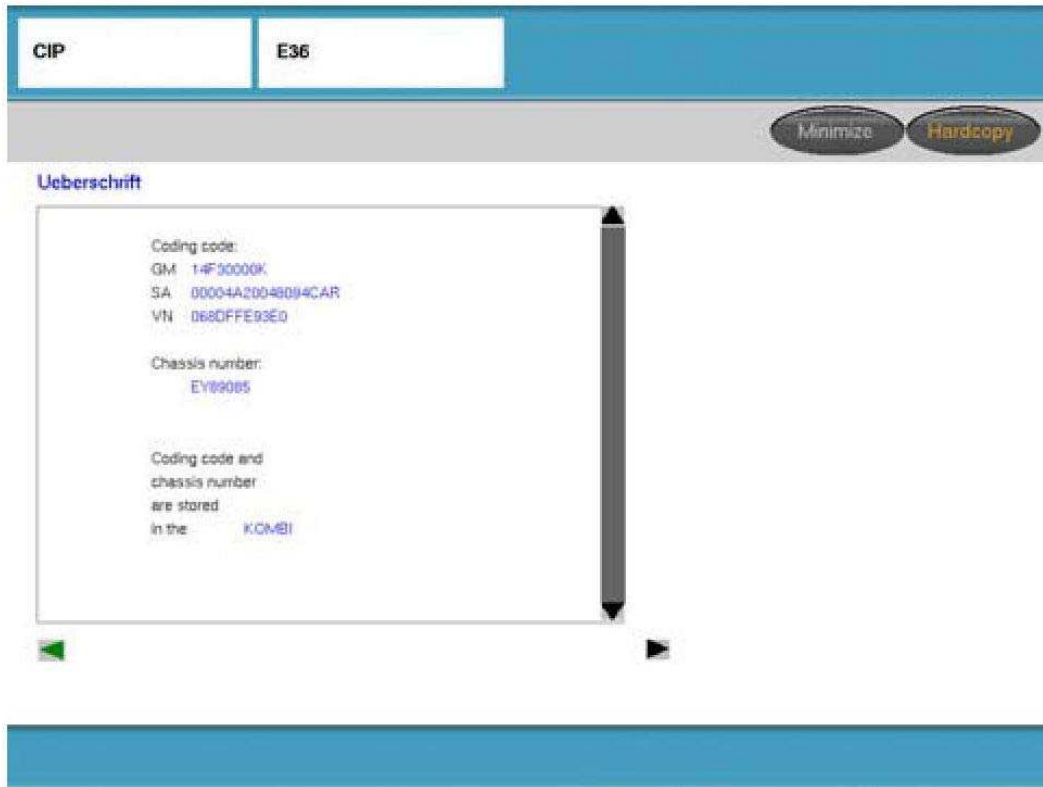 CIP
E36
Minimize
Hardcopy
Ueberschrift
Coding code:
GM 14F30000K
SA 00004A20048094CAR
VN 068DFFE93E0
Chassis number:
EY89085
Coding code and
chassis number
are stored
in the KOMBI